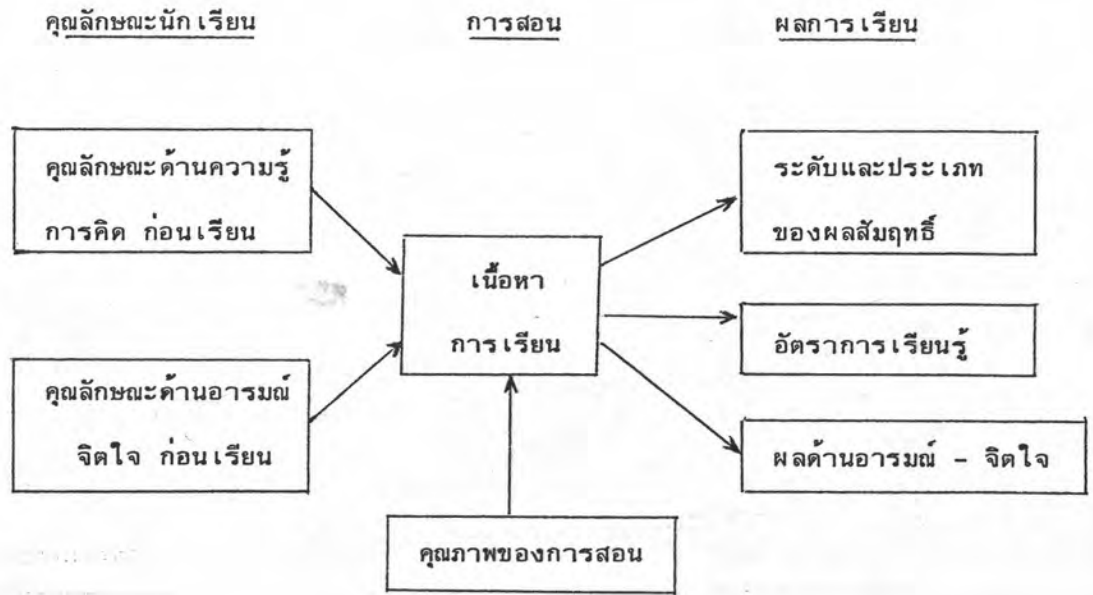 คุณลักษณะนักเรียน
การสอน
ผลการเรียน
คุณลักษณะด้านความรู้
การคิด ก่อนเรียน
คุณลักษณะด้านอารมณ์
จิตใจ ก่อนเรียน
เนื้อหา
การเรียน
คุณภาพของการสอน
ระดับและประเภท
ของผลสัมฤทธิ์
อัตราการเรียนรู้
ผลด้านอารมณ์ - จิตใจ